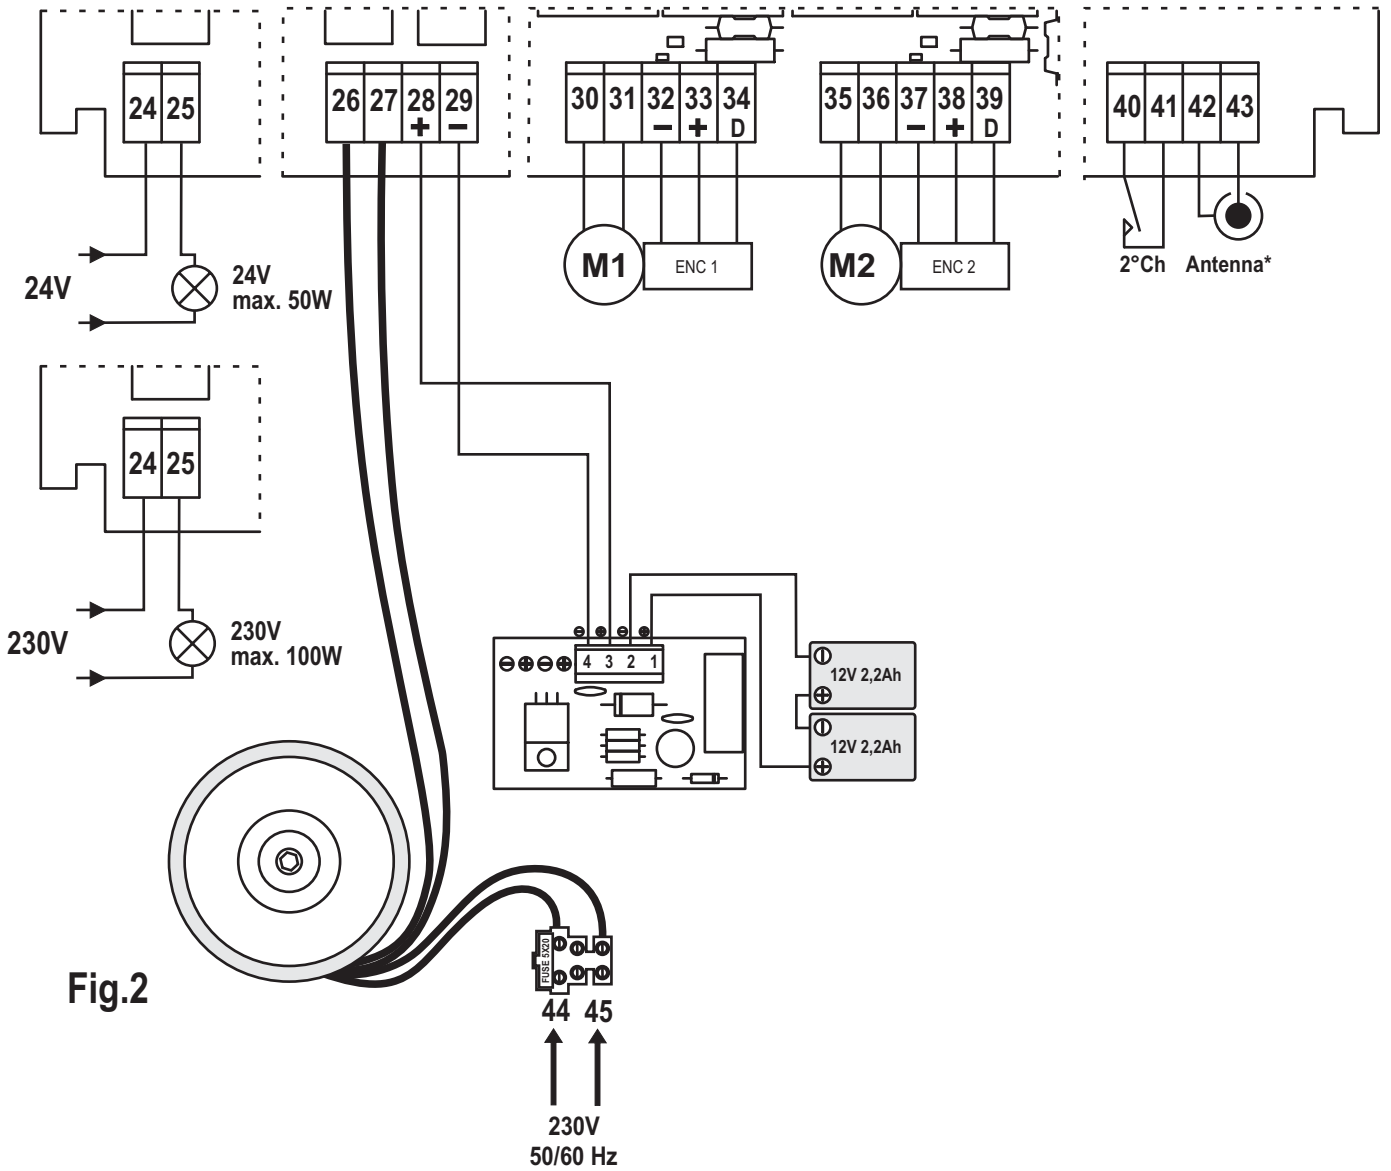 24 25
26 27 28 29
+ −
30 31 32 33 34
− + D
35 36 37 38 39
− + D
40 41 42 43
24V
24V
max. 50W
M1
ENC 1
M2
ENC 2
2°Ch Antenna*
24 25
230V
230V
max. 100W
⊖ ⊕ ⊖ ⊕
⊖ ⊕ ⊖ ⊕ 4 3 2 1
12V 2,2Ah
12V 2,2Ah
FUSE 5X20
Fig.2
44 45
230V
50/60 Hz